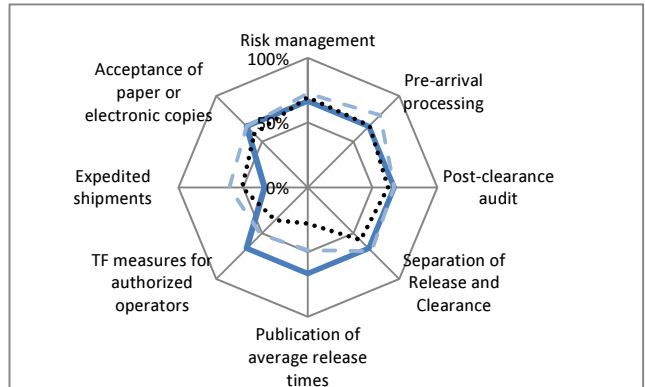 Risk management
100%
Pre-arrival
processing
Acceptance of
paper or
electronic copies
50%
Expedited
shipments
0%
Post-clearance
audit
TF measures for
authorized
operators
Separation of
Release and
Clearance
Publication of
average release
times